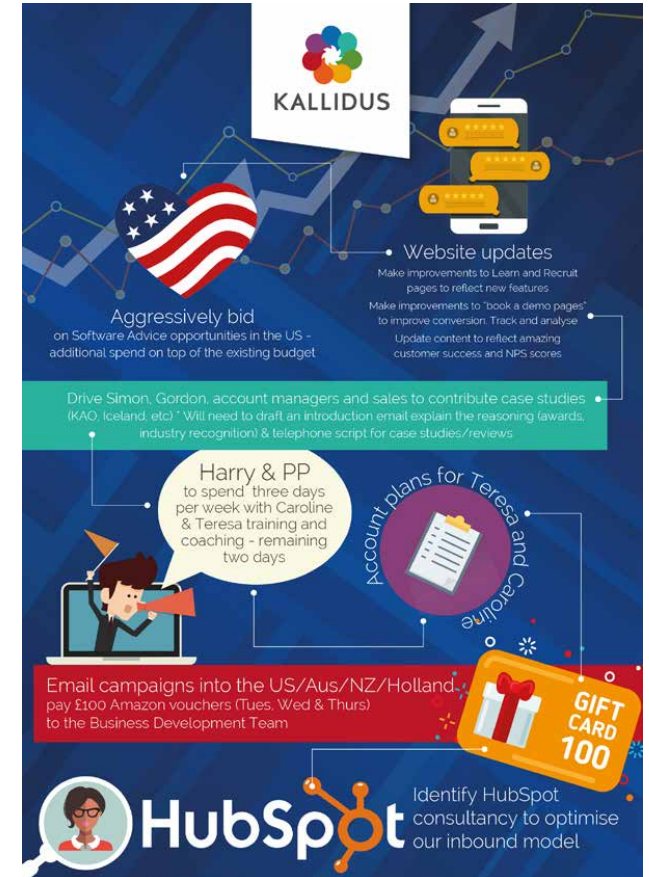 KALLIDUS
Aggressively bid
on Software Advice opportunities in the US -
additional spend on top of the existing budget
Website updates
Make improvements to Learn and Recruit
pages to reflect new features
Make improvements to "book a demo pages"
to improve conversion. Track and analyse
Update content to reflect amazing
customer success and NPS scores
Drive Simon, Gordon, account managers and sales to contribute case studies
(KAO, Iceland, etc) * Will need to draft an introduction email explain the reasoning (awards,
industry recognition) & telephone script for case studies/reviews
Harry & PP
to spend three days
per week with Caroline
& Teresa training and
coaching - remaining
two days
Account plans for Teresa and Caroline
Email campaigns into the US/Aus/NZ/Holland
pay £100 Amazon vouchers (Tues, Wed & Thurs)
to the Business Development Team
GIFT
CARD
100
HubSpot
Identify HubSpot
consultancy to optimise
our inbound model